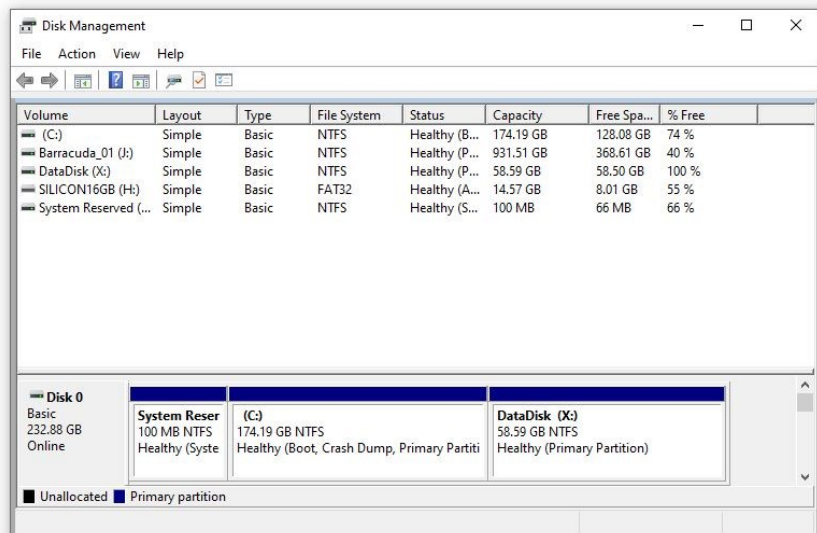 Disk Management
File Action View Help
Volume Layout Type File System Status Capacity Free Spa... % Free
(C:) Simple Basic NTFS Healthy (B... 174.19 GB 128.08 GB 74 %
Barracuda_01 (J:) Simple Basic NTFS Healthy (P... 931.51 GB 368.61 GB 40 %
DataDisk (X:) Simple Basic NTFS Healthy (P... 58.59 GB 58.50 GB 100 %
SILICON16GB (H:) Simple Basic FAT32 Healthy (A... 14.57 GB 8.01 GB 55 %
System Reserved (... Simple Basic NTFS Healthy (S... 100 MB 66 MB 66 %
Disk 0
Basic
232.88 GB
Online
System Reser
100 MB NTFS
Healthy (Syste
(C:)
174.19 GB NTFS
Healthy (Boot, Crash Dump, Primary Partiti
DataDisk (X:)
58.59 GB NTFS
Healthy (Primary Partition)
Unallocated Primary partition